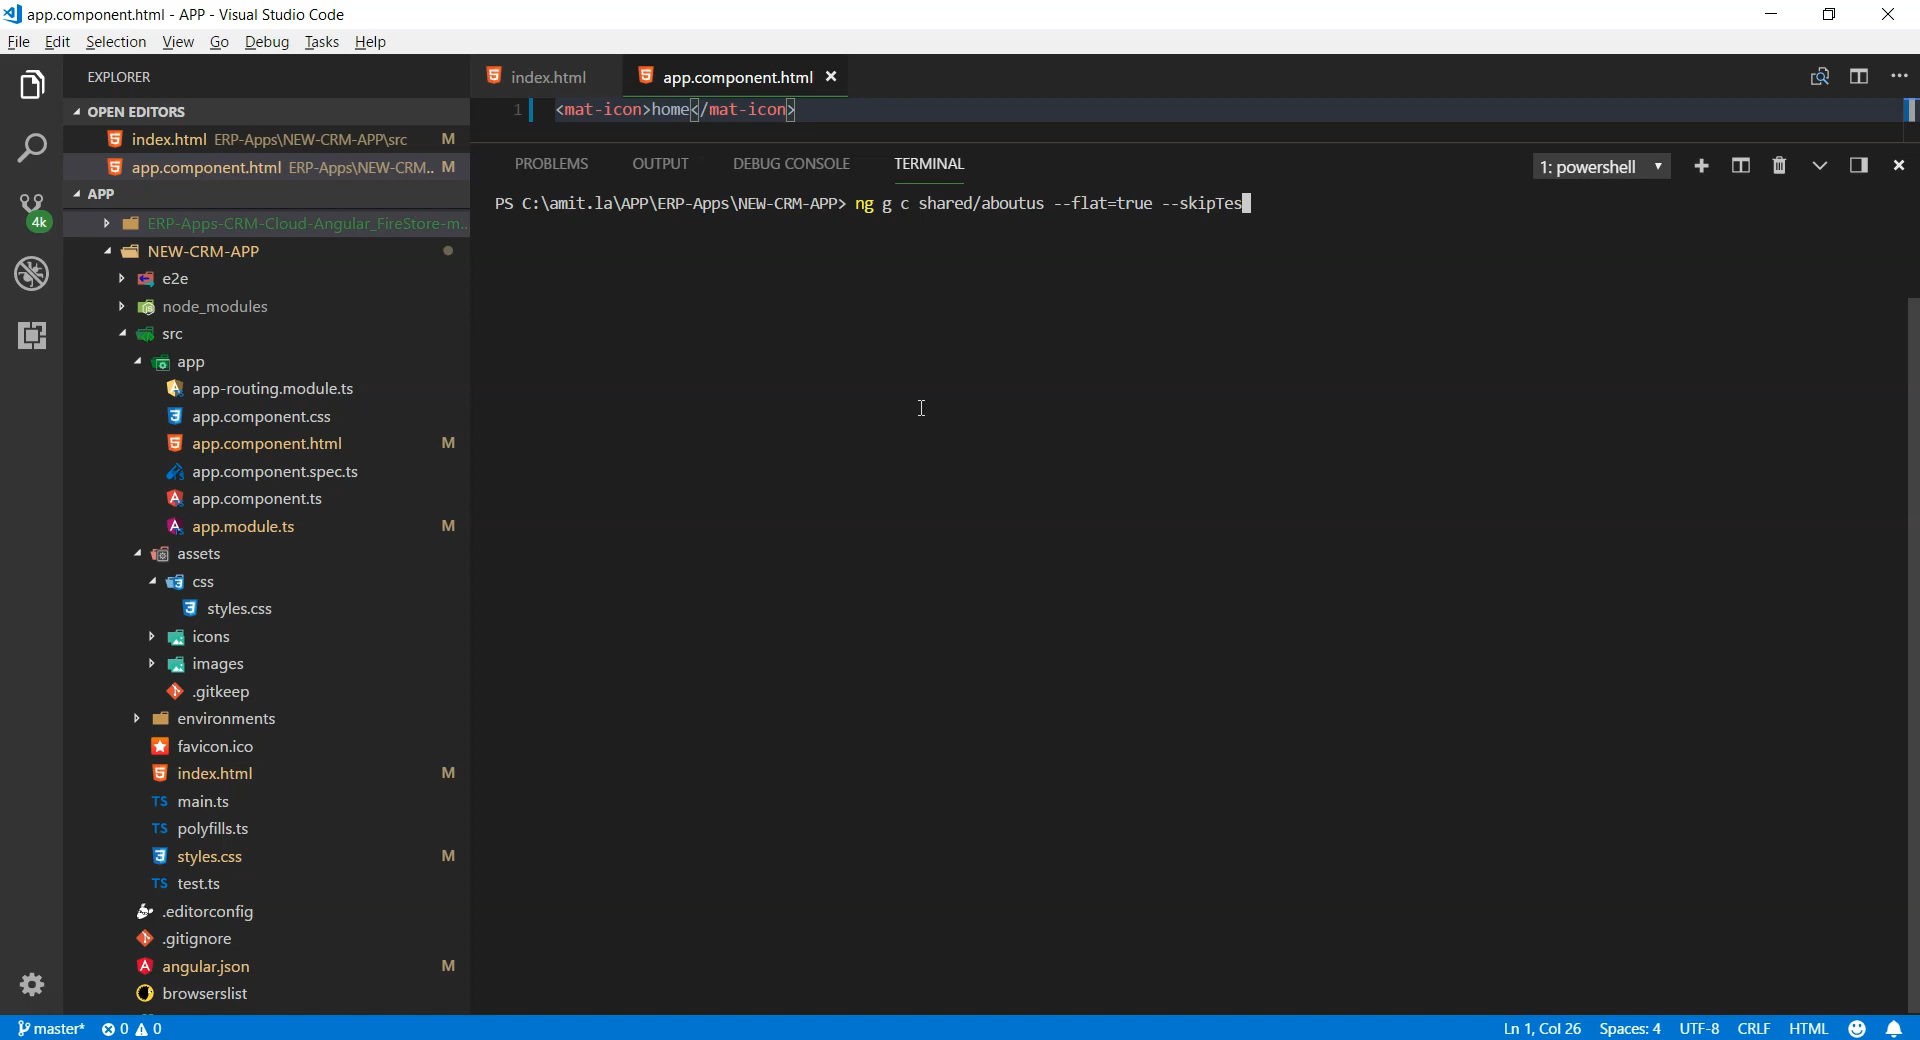 app.component.html - APP - Visual Studio Code
File Edit Selection View Go Debug Tasks Help
EXPLORER
OPEN EDITORS
index.html ERP-Apps\NEW-CRM-APP\src M
app.component.html ERP-Apps\NEW-CRM... M
APP
ERP-Apps-CRM-Cloud-Angular_FireStore-m...
NEW-CRM-APP
e2e
node_modules
src
app
app-routing.module.ts
app.component.css
app.component.html M
app.component.spec.ts
app.component.ts
app.module.ts M
assets
css
styles.css
icons
images
.gitkeep
environments
favicon.ico
index.html M
TS main.ts
TS polyfills.ts
styles.css M
TS test.ts
.editorconfig
.gitignore
angular.json M
browserslist
4k
index.html app.component.html
1 <mat-icon>home</mat-icon>
PROBLEMS OUTPUT DEBUG CONSOLE TERMINAL 1: powershell
PS C:\amit.la\APP\ERP-Apps\NEW-CRM-APP> ng g c shared/aboutus --flat=true --skipTes
master* 0 0 Ln 1, Col 26 Spaces: 4 UTF-8 CRLF HTML